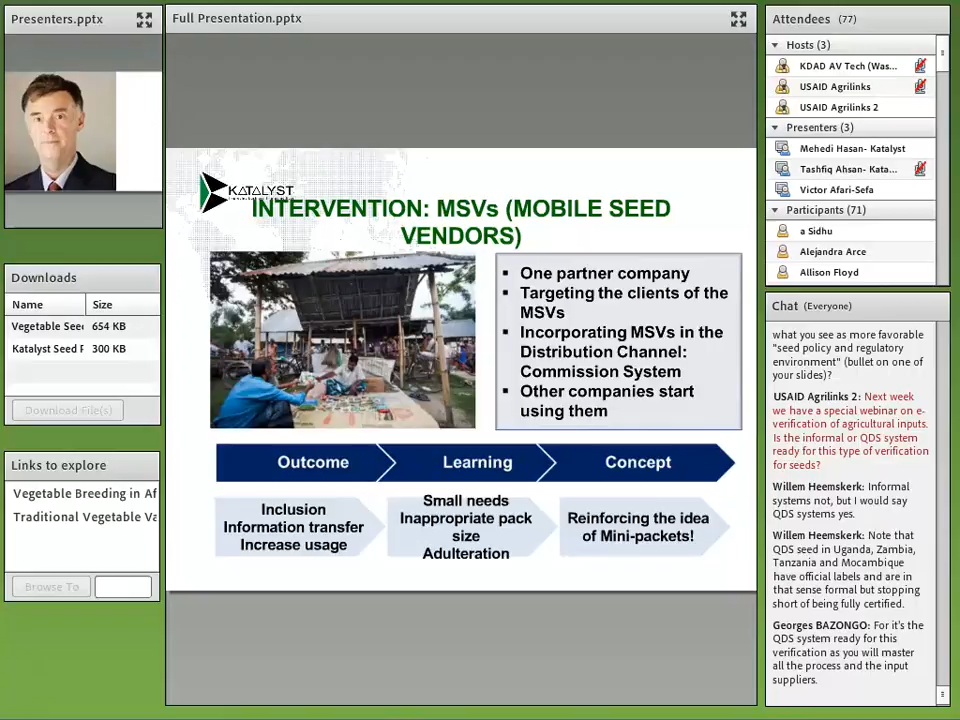 Presenters.pptx
Full Presentation.pptx
KATALYST
INTERVENTION: MSVs (MOBILE SEED
VENDORS)
▪ One partner company
▪ Targeting the clients of the
MSVs
▪ Incorporating MSVs in the
Distribution Channel:
Commission System
▪ Other companies start
using them
Outcome
Learning
Concept
Inclusion
Information transfer
Increase usage
Small needs
Inappropriate pack
size
Adulteration
Reinforcing the idea
of Mini-packets!
Downloads
Name Size
Vegetable See 654 KB
Katalyst Seed F 300 KB
Download File(s)
Links to explore
Vegetable Breeding in Af
Traditional Vegetable Va
Browse To
Attendees (77)
Hosts (3)
KDAD AV Tech (Was...
USAID Agrilinks
USAID Agrilinks 2
Presenters (3)
Mehedi Hasan- Katalyst
Tashfiq Ahsan- Kata...
Victor Afari-Sefa
Participants (71)
a Sidhu
Alejandra Arce
Allison Floyd
Chat (Everyone)
what you see as more favorable
"seed policy and regulatory
environment" (bullet on one of
your slides)?
USAID Agrilinks 2: Next week
we have a special webinar on e-
verification of agricultural inputs.
Is the informal or QDS system
ready for this type of verification
for seeds?
Willem Heemskerk: Informal
systems not, but I would say
QDS systems yes.
Willem Heemskerk: Note that
QDS seed in Uganda, Zambia,
Tanzania and Mocambique
have official labels and are in
that sense formal but stopping
short of being fully certified.
Georges BAZONGO: For it's the
QDS system ready for this
verification as you will master
all the process and the input
suppliers.